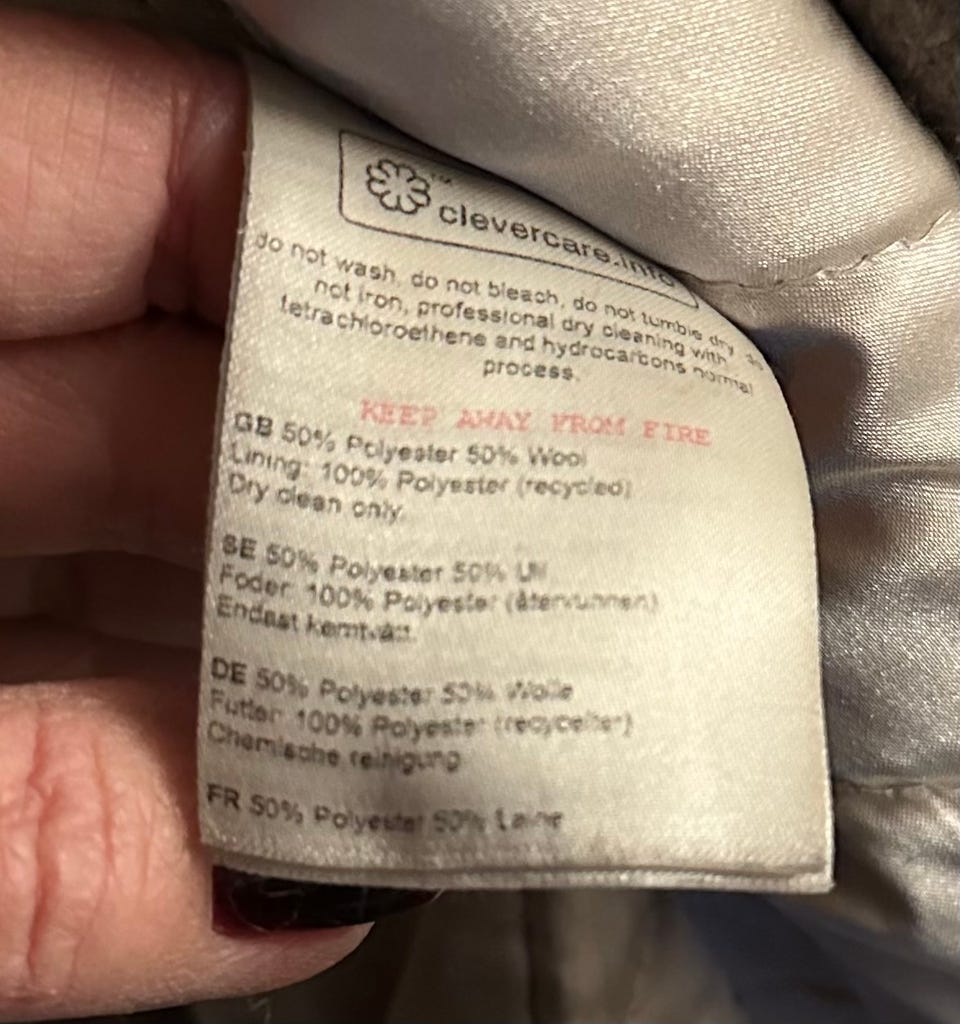 ™
clevercare.info
do not wash, do not bleach, do not tumble dry, do
not iron, professional dry cleaning with
tetrachloroethene and hydrocarbons normal
process.
KEEP AWAY FROM FIRE
GB 50% Polyester 50% Wool
Lining: 100% Polyester (recycled)
Dry clean only.
SE 50% Polyester 50% Ull
Foder: 100% Polyester (återvunnen)
Endast kemtvätt.
DE 50% Polyester 50% Wolle
Futter: 100% Polyester (recycelter)
Chemische reinigung
FR 50% Polyester 50% Laine